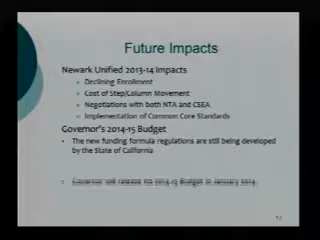 Future Impacts
Newark Unified 2013-14 Impacts
Declining Enrollment
Cost of Step/Column Movement
Negotiations with both NTA and CSEA
Implementation of Common Core Standards
Governor's 2014-15 Budget
The new funding formula regulations are still being developed
by the State of California
Governor will release his 2014-15 Budget in January 2014.